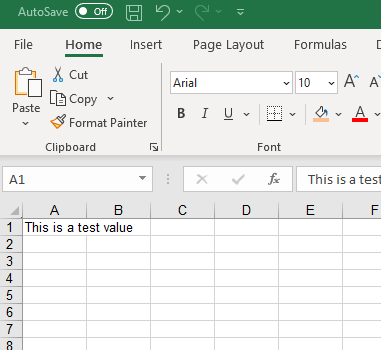 AutoSave Off
File Home Insert Page Layout Formulas
Cut
Copy
Paste
Format Painter
Clipboard
Arial 10 A A
B I U A
Font
A1 fx This is a test
A B C D E F
1 This is a test value
2
3
4
5
6
7
8